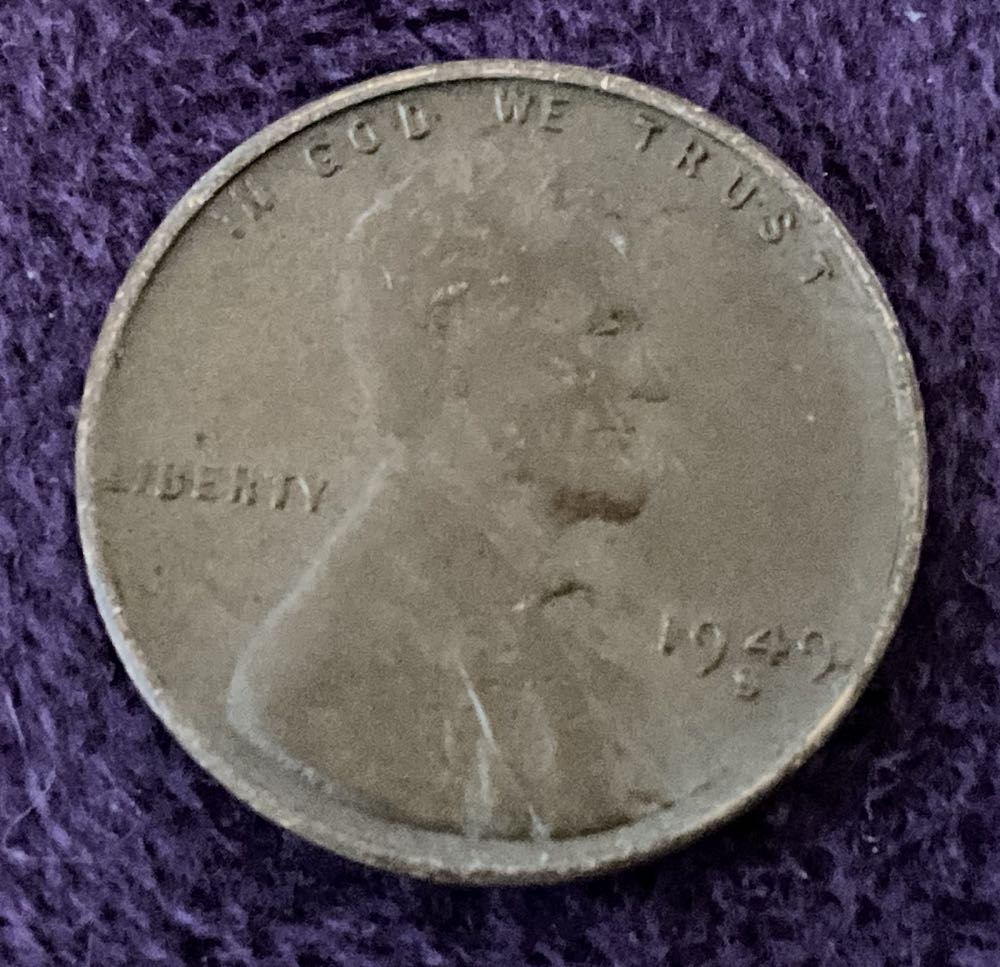 IN GOD WE TRUST
LIBERTY
1949
S